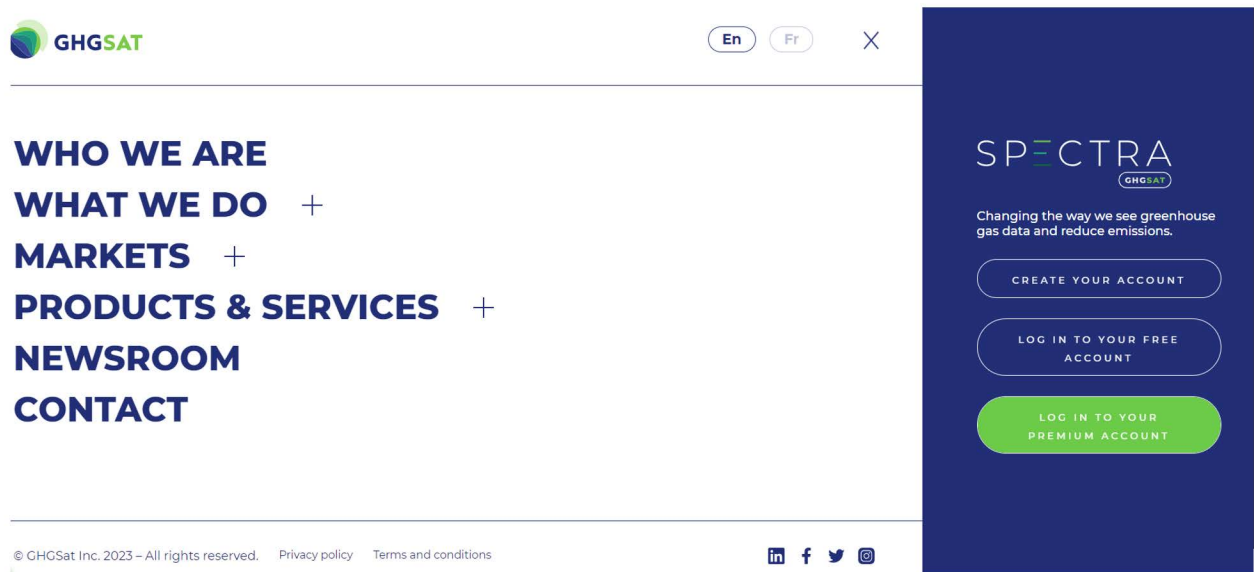 GHGSAT
En
Fr
X
WHO WE ARE
WHAT WE DO +
MARKETS +
PRODUCTS & SERVICES +
NEWSROOM
CONTACT
© GHGSat Inc. 2023 – All rights reserved. Privacy policy Terms and conditions
SPECTRA
GHGSAT
Changing the way we see greenhouse
gas data and reduce emissions.
CREATE YOUR ACCOUNT
LOG IN TO YOUR FREE
ACCOUNT
LOG IN TO YOUR
PREMIUM ACCOUNT